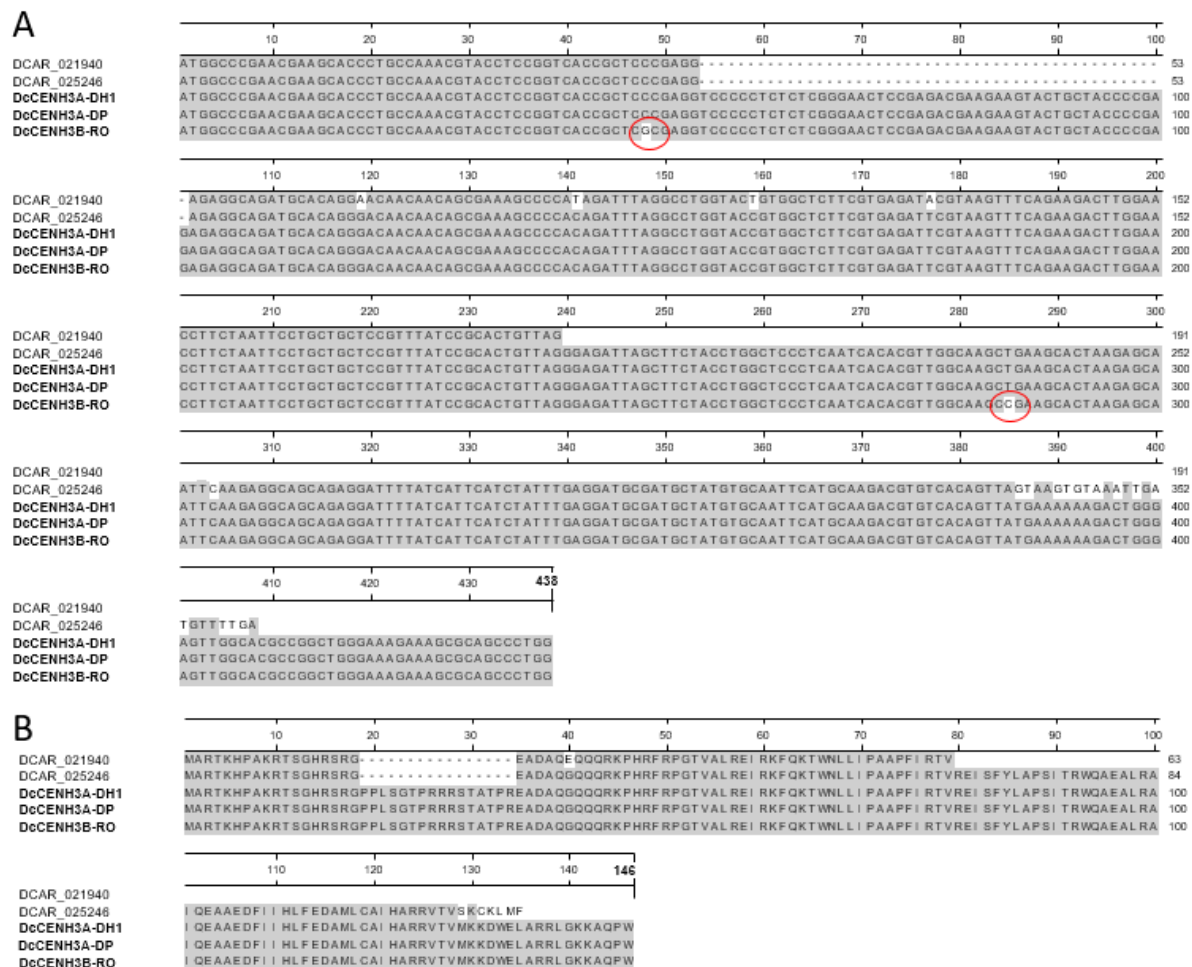 A
10 20 30 40 50 60 70 80 90 100
DCAR_021940 ATGGCCCGAACGAAGCACCCTGCCAAACGTACCTCCGGTCACCGCTCCCGAGG----------------------------------------------- 53
DCAR_025246 ATGGCCCGAACGAAGCACCCTGCCAAACGTACCTCCGGTCACCGCTCCCGAGG----------------------------------------------- 53
DcCENH3A-DH1 ATGGCCCGAACGAAGCACCCTGCCAAACGTACCTCCGGTCACCGCTCCCGAGGTCCCCCTCTCTCGGGAACTCCGAGACGAAGAAGTACTGCTACCCCGA 100
DcCENH3A-DP ATGGCCCGAACGAAGCACCCTGCCAAACGTACCTCCGGTCACCGCTCCCGAGGTCCCCCTCTCTCGGGAACTCCGAGACGAAGAAGTACTGCTACCCCGA 100
DcCENH3B-RO ATGGCCCGAACGAAGCACCCTGCCAAACGTACCTCCGGTCACCGCTCGCGAGGTCCCCCTCTCTCGGGAACTCCGAGACGAAGAAGTACTGCTACCCCGA 100
110 120 130 140 150 160 170 180 190 200
DCAR_021940 -AGAGGCAGATGCACAGGAACAACAACAGCGAAAGCCCCATAGATTTAGGCCTGGTACTGTGGCTCTTCGTGAGATACGTAAGTTTCAGAAGACTTGGAA 152
DCAR_025246 -AGAGGCAGATGCACAGGGACAACAACAGCGAAAGCCCCACAGATTTAGGCCTGGTACCGTGGCTCTTCGTGAGATTCGTAAGTTTCAGAAGACTTGGAA 152
DcCENH3A-DH1 GAGAGGCAGATGCACAGGGACAACAACAGCGAAAGCCCCACAGATTTAGGCCTGGTACCGTGGCTCTTCGTGAGATTCGTAAGTTTCAGAAGACTTGGAA 200
DcCENH3A-DP GAGAGGCAGATGCACAGGGACAACAACAGCGAAAGCCCCACAGATTTAGGCCTGGTACCGTGGCTCTTCGTGAGATTCGTAAGTTTCAGAAGACTTGGAA 200
DcCENH3B-RO GAGAGGCAGATGCACAGGGACAACAACAGCGAAAGCCCCACAGATTTAGGCCTGGTACCGTGGCTCTTCGTGAGATTCGTAAGTTTCAGAAGACTTGGAA 200
210 220 230 240 250 260 270 280 290 300
DCAR_021940 CCTTCTAATTCCTGCTGCTCCGTTTATCCGCACTGTTAG 191
DCAR_025246 CCTTCTAATTCCTGCTGCTCCGTTTATCCGCACTGTTAGGGAGATTAGCTTCTACCTGGCTCCCTCAATCACACGTTGGCAAGCTGAAGCACTAAGAGCA 252
DcCENH3A-DH1 CCTTCTAATTCCTGCTGCTCCGTTTATCCGCACTGTTAGGGAGATTAGCTTCTACCTGGCTCCCTCAATCACACGTTGGCAAGCTGAAGCACTAAGAGCA 300
DcCENH3A-DP CCTTCTAATTCCTGCTGCTCCGTTTATCCGCACTGTTAGGGAGATTAGCTTCTACCTGGCTCCCTCAATCACACGTTGGCAAGCTGAAGCACTAAGAGCA 300
DcCENH3B-RO CCTTCTAATTCCTGCTGCTCCGTTTATCCGCACTGTTAGGGAGATTAGCTTCTACCTGGCTCCCTCAATCACACGTTGGCAAGCCGAAGCACTAAGAGCA 300
310 320 330 340 350 360 370 380 390 400
DCAR_021940 191
DCAR_025246 ATTCAAGAGGCAGCAGAGGATTTTATCATTCATCTATTTGAGGATGCGATGCTATGTGCAATTCATGCAAGACGTGTCACAGTTAGTAAGTGTAAATTGA 352
DcCENH3A-DH1 ATTCAAGAGGCAGCAGAGGATTTTATCATTCATCTATTTGAGGATGCGATGCTATGTGCAATTCATGCAAGACGTGTCACAGTTATGAAAAAAGACTGGG 400
DcCENH3A-DP ATTCAAGAGGCAGCAGAGGATTTTATCATTCATCTATTTGAGGATGCGATGCTATGTGCAATTCATGCAAGACGTGTCACAGTTATGAAAAAAGACTGGG 400
DcCENH3B-RO ATTCAAGAGGCAGCAGAGGATTTTATCATTCATCTATTTGAGGATGCGATGCTATGTGCAATTCATGCAAGACGTGTCACAGTTATGAAAAAAGACTGGG 400
410 420 430 438
DCAR_021940
DCAR_025246 TGTTTTGA
DcCENH3A-DH1 AGTTGGCACGCCGGCTGGGAAAGAAAGCGCAGCCCTGG
DcCENH3A-DP AGTTGGCACGCCGGCTGGGAAAGAAAGCGCAGCCCTGG
DcCENH3B-RO AGTTGGCACGCCGGCTGGGAAAGAAAGCGCAGCCCTGG
B
10 20 30 40 50 60 70 80 90 100
DCAR_021940 MARTKHPAKRTSGHRSRG----------------EADAQEQQQRKPHRFRPGTVALREIRKFQKTWNLLIPAAPFIRTV 63
DCAR_025246 MARTKHPAKRTSGHRSRG----------------EADAQGQQQRKPHRFRPGTVALREIRKFQKTWNLLIPAAPFIRTVREISFYLAPSITRWQAEALRA 84
DcCENH3A-DH1 MARTKHPAKRTSGHRSRGPPLSGTPRRRRSTATPREADAQGQQQRKPHRFRPGTVALREIRKFQKTWNLLIPAAPFIRTVREISFYLAPSITRWQAEALRA 100
DcCENH3A-DP MARTKHPAKRTSGHRSRGPPLSGTPRRRRSTATPREADAQGQQQRKPHRFRPGTVALREIRKFQKTWNLLIPAAPFIRTVREISFYLAPSITRWQAEALRA 100
DcCENH3B-RO MARTKHPAKRTSGHRSRGPPLSGTPRRRRSTATPREADAQGQQQRKPHRFRPGTVALREIRKFQKTWNLLIPAAPFIRTVREISFYLAPSITRWQAEALRA 100
110 120 130 140 146
DCAR_021940
DCAR_025246 IQEAAEDFIIHLFEDAMLCAIHARRVTVSKCKLMF
DcCENH3A-DH1 IQEAAEDFIIHLFEDAMLCAIHARRVTVMKKDWELARRLGKKAQPW
DcCENH3A-DP IQEAAEDFIIHLFEDAMLCAIHARRVTVMKKDWELARRLGKKAQPW
DcCENH3B-RO IQEAAEDFIIHLFEDAMLCAIHARRVTVMKKDWELARRLGKKAQPW